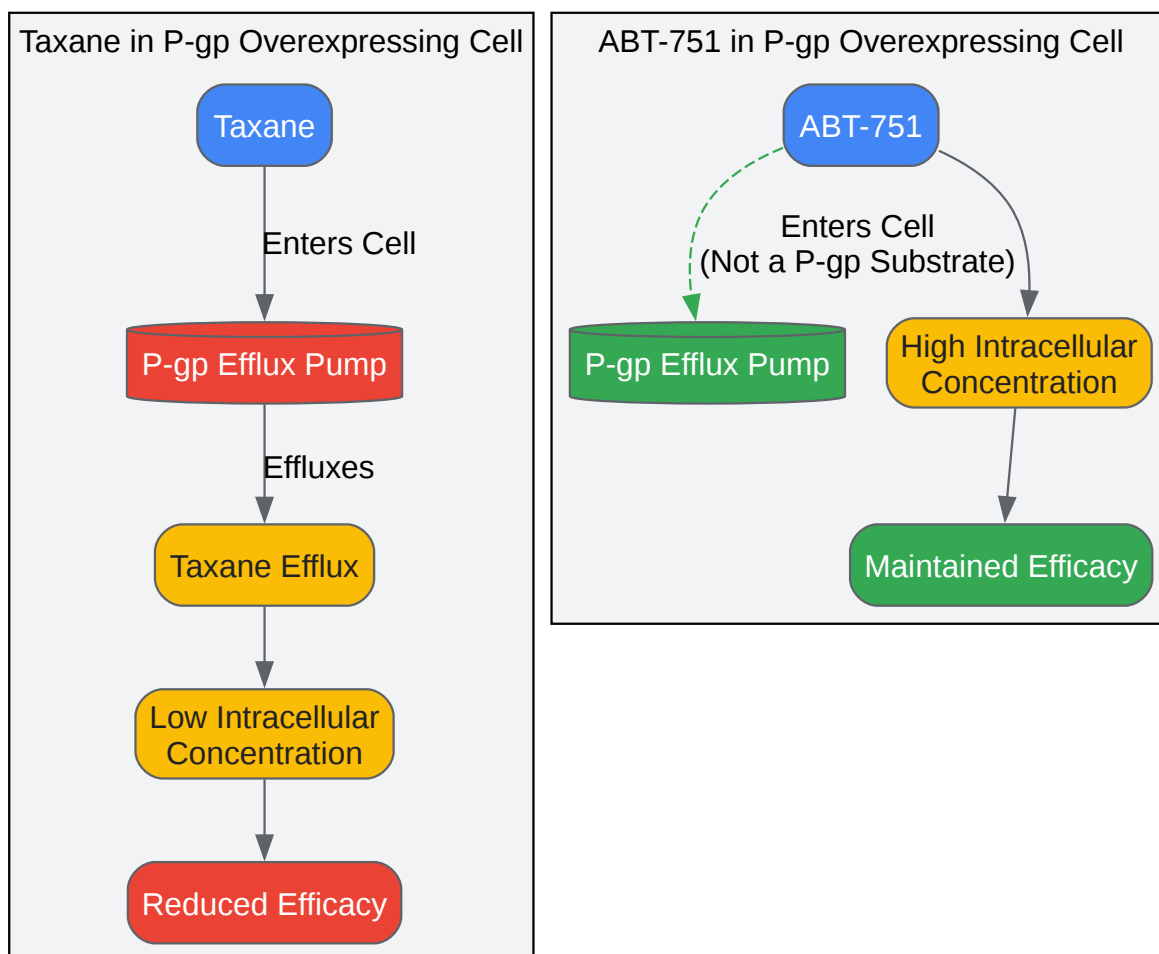 Taxane in P-gp Overexpressing Cell
Taxane
Enters Cell
P-gp Efflux Pump
Effluxes
Taxane Efflux
Low Intracellular
Concentration
Reduced Efficacy
ABT-751 in P-gp Overexpressing Cell
ABT-751
Enters Cell
(Not a P-gp Substrate)
P-gp Efflux Pump
High Intracellular
Concentration
Maintained Efficacy